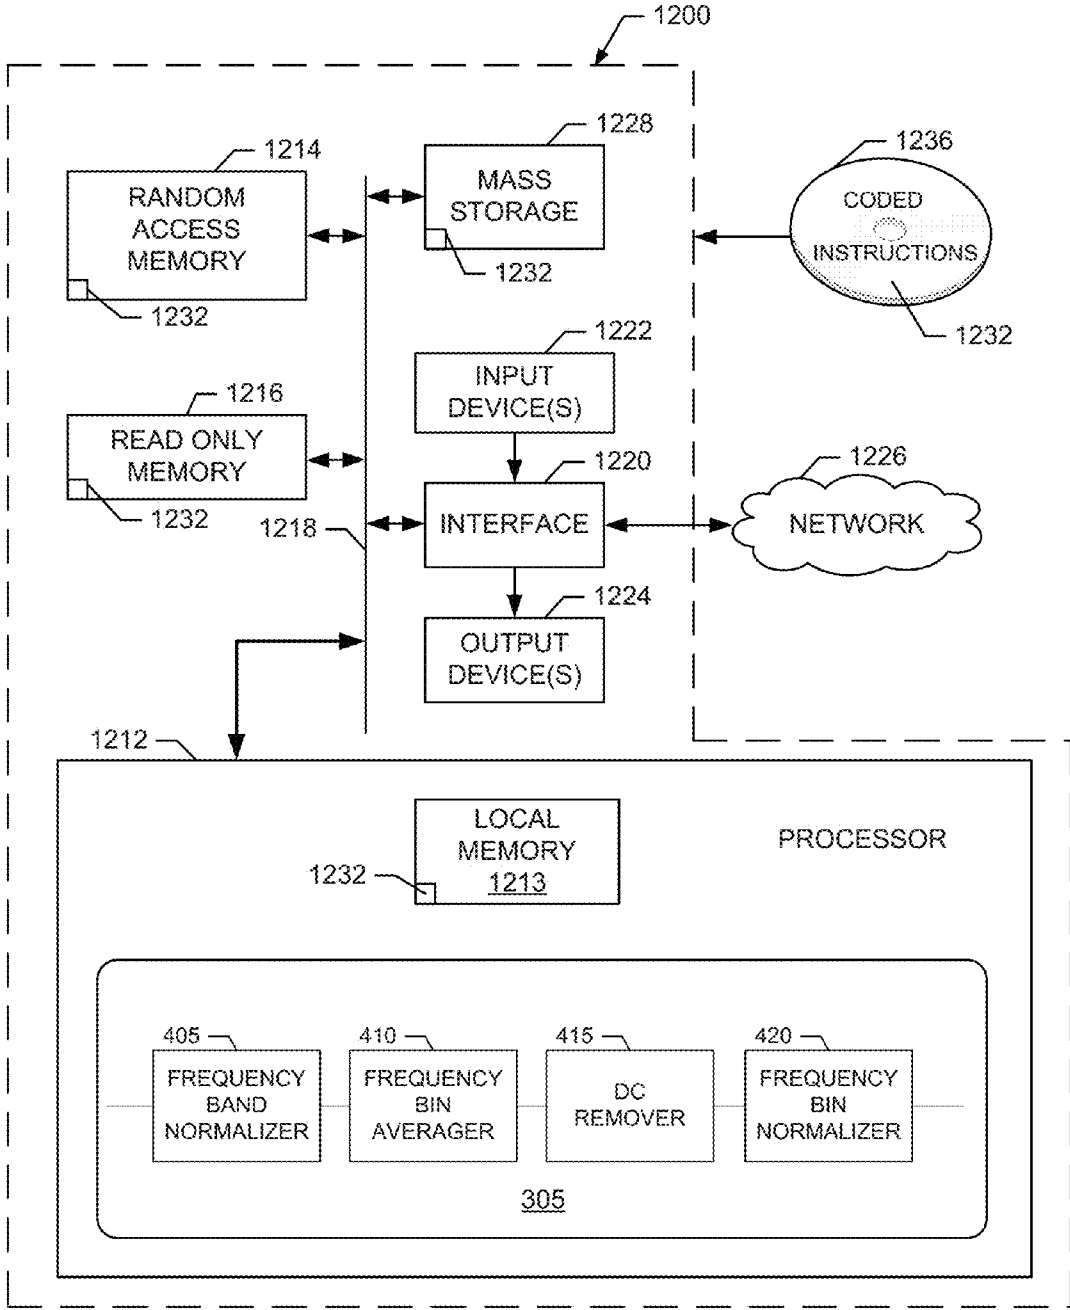 1200
1214
RANDOM
ACCESS
MEMORY
1232
1228
MASS
STORAGE
1232
1236
CODED
INSTRUCTIONS
1232
1222
INPUT
DEVICE(S)
1216
READ ONLY
MEMORY
1232
1218
1220
INTERFACE
1226
NETWORK
1224
OUTPUT
DEVICE(S)
1212
LOCAL
MEMORY
1213
1232
PROCESSOR
405
FREQUENCY
BAND
NORMALIZER
410
FREQUENCY
BIN
AVERAGER
415
DC
REMOVER
420
FREQUENCY
BIN
NORMALIZER
305